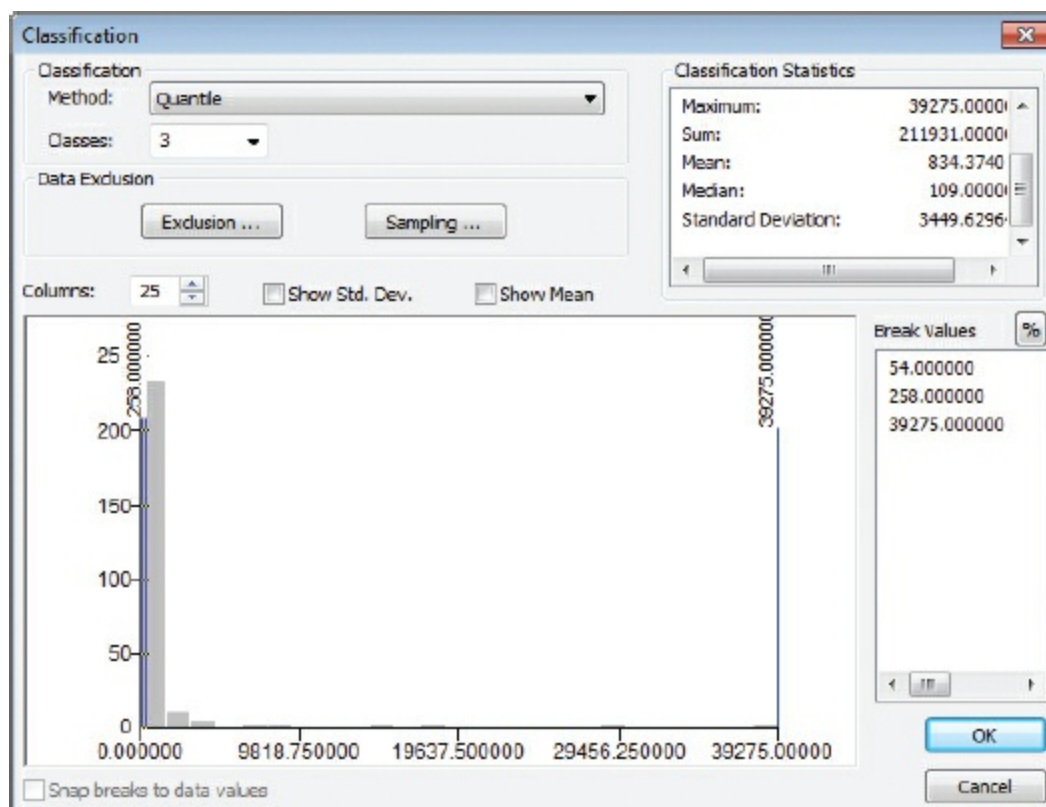 Classification
Classification
Method: Quantile
Classes: 3
Data Exclusion
Exclusion ...
Sampling ...
Classification Statistics
Maximum: 39275.0000
Sum: 211931.0000
Mean: 834.3740
Median: 109.0000
Standard Deviation: 3449.6296
Columns: 25
Show Std. Dev.
Show Mean
258.000000
39275.000000
25
200
150
100
50
0
0.000000 9818.750000 19637.500000 29456.250000 39275.00000
Break Values %
54.000000
258.000000
39275.000000
OK
Cancel
Snap breaks to data values